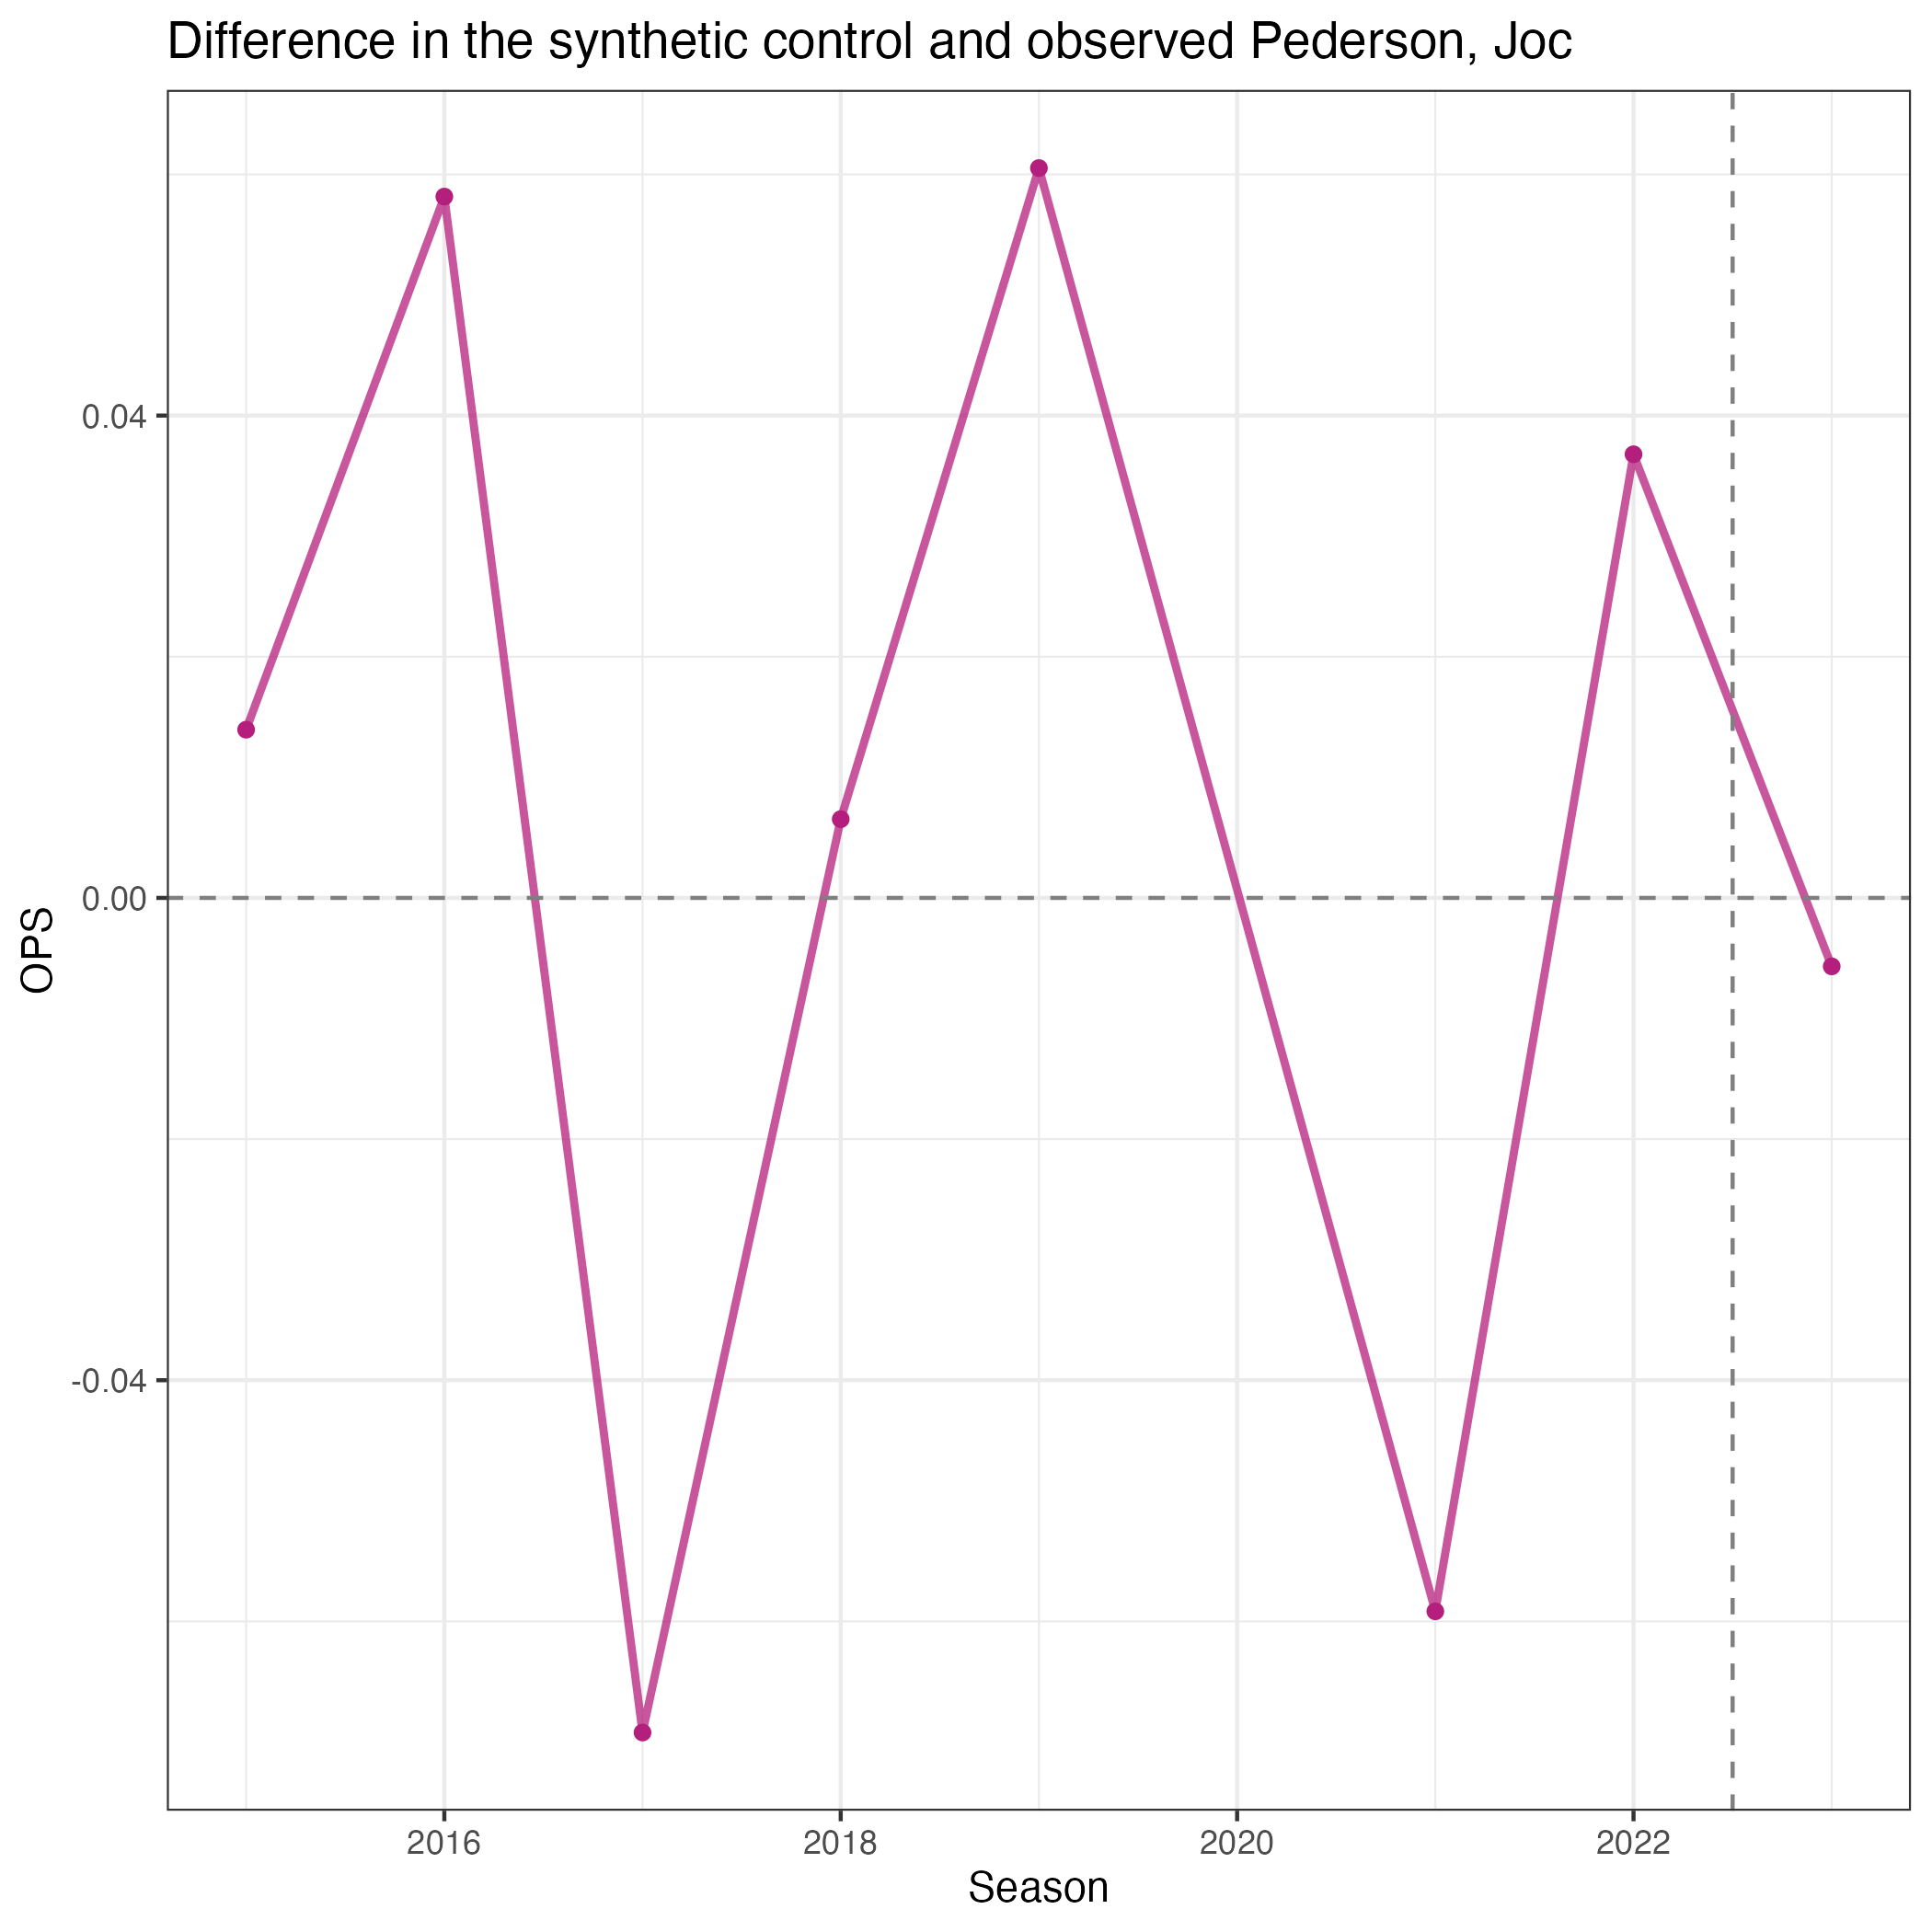 Difference in the synthetic control and observed Pederson, Joc
0.04
0.00
-0.04
OPS
2016
2018
2020
2022
Season